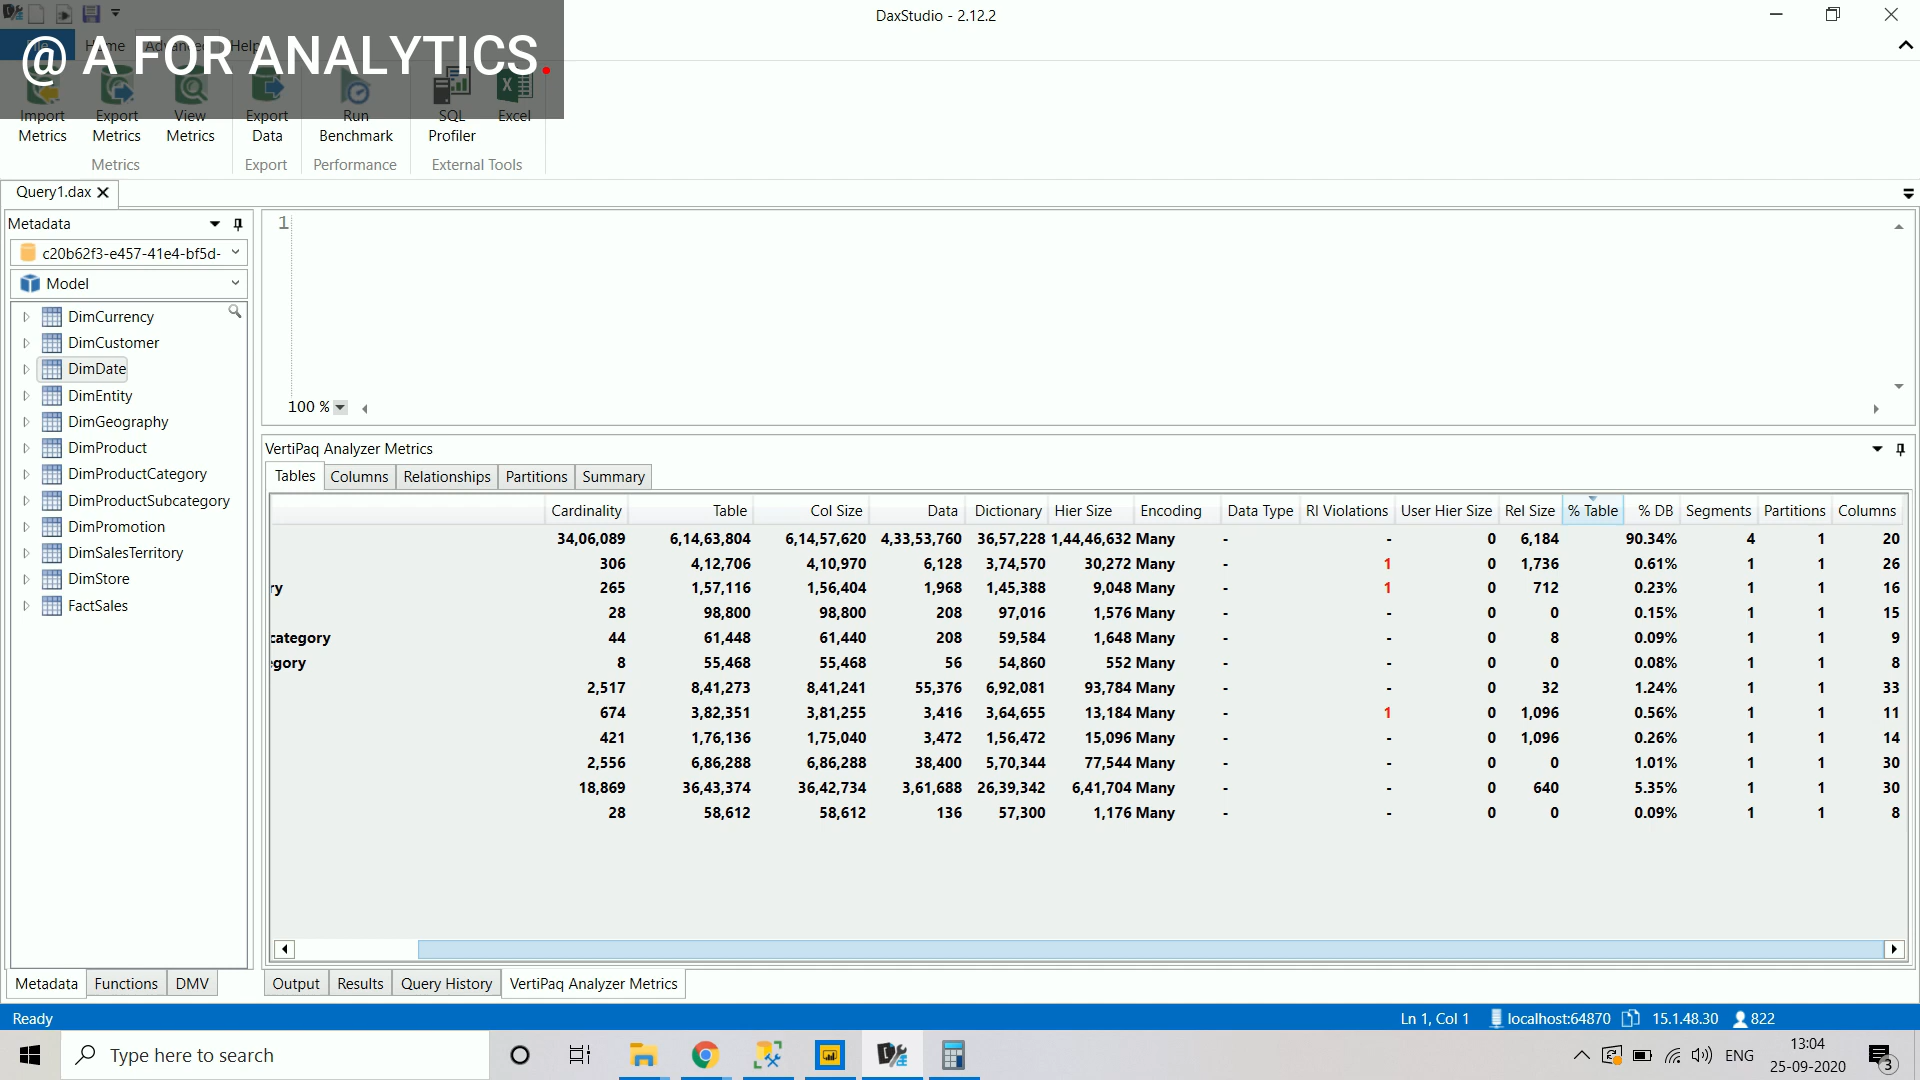 DaxStudio - 2.12.2
Home Advanced Help
@ A FOR ANALYTICS.
Import Metrics
Export Metrics
View Metrics
Export Data
Run Benchmark
SQL Profiler
Excel
Metrics Export Performance External Tools
Query1.dax
Metadata
c20b62f3-e457-41e4-bf5d-
Model
DimCurrency
DimCustomer
DimDate
DimEntity
DimGeography
DimProduct
DimProductCategory
DimProductSubcategory
DimPromotion
DimSalesTerritory
DimStore
FactSales
Metadata Functions DMV
1
100 %
VertiPaq Analyzer Metrics
Tables Columns Relationships Partitions Summary
Cardinality Table Col Size Data Dictionary Hier Size Encoding Data Type RI Violations User Hier Size Rel Size % Table % DB Segments Partitions Columns
34,06,089 6,14,63,804 6,14,57,620 4,33,53,760 36,57,228 1,44,46,632 Many - - 0 6,184 90.34% 4 1 20
306 4,12,706 4,10,970 6,128 3,74,570 30,272 Many - 1 0 1,736 0.61% 1 1 26
ry 265 1,57,116 1,56,404 1,968 1,45,388 9,048 Many - 1 0 712 0.23% 1 1 16
28 98,800 98,800 208 97,016 1,576 Many - - 0 0 0.15% 1 1 15
category 44 61,448 61,440 208 59,584 1,648 Many - - 0 8 0.09% 1 1 9
gory 8 55,468 55,468 56 54,860 552 Many - - 0 0 0.08% 1 1 8
2,517 8,41,273 8,41,241 55,376 6,92,081 93,784 Many - - 0 32 1.24% 1 1 33
674 3,82,351 3,81,255 3,416 3,64,655 13,184 Many - 1 0 1,096 0.56% 1 1 11
421 1,76,136 1,75,040 3,472 1,56,472 15,096 Many - - 0 1,096 0.26% 1 1 14
2,556 6,86,288 6,86,288 38,400 5,70,344 77,544 Many - - 0 0 1.01% 1 1 30
18,869 36,43,374 36,42,734 3,61,688 26,39,342 6,41,704 Many - - 0 640 5.35% 1 1 30
28 58,612 58,612 136 57,300 1,176 Many - - 0 0 0.09% 1 1 8
Output Results Query History VertiPaq Analyzer Metrics
Ready Ln 1, Col 1 localhost:64870 15.1.48.30 822
Type here to search
ENG
13:04
25-09-2020
3